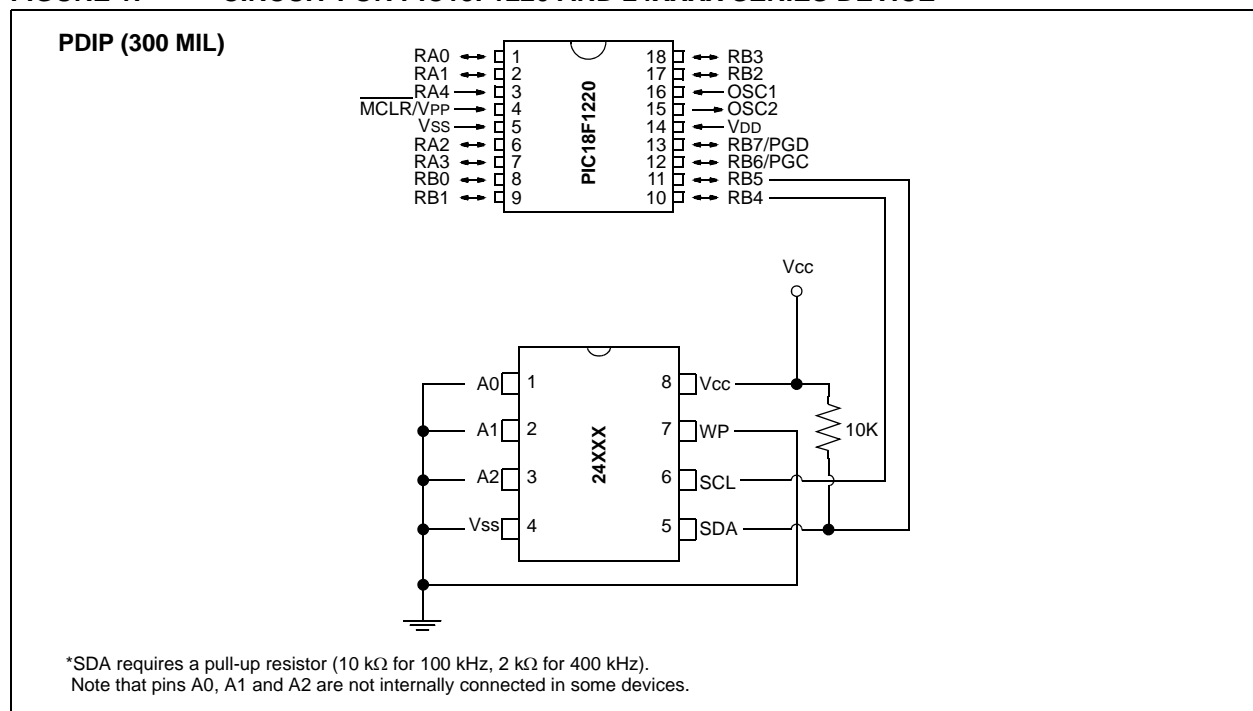 PDIP (300 MIL)
RA0 1 18 RB3
RA1 2 17 RB2
RA4 3 16 OSC1
MCLR/VPP 4 15 OSC2
VSS 5 14 VDD
RA2 6 13 RB7/PGD
RA3 7 12 RB6/PGC
RB0 8 11 RB5
RB1 9 10 RB4
PIC18F1220
Vcc
A0 1 8 Vcc
A1 2 7 WP
A2 3 6 SCL
Vss 4 5 SDA
24XXX
10K
*SDA requires a pull-up resistor (10 kΩ for 100 kHz, 2 kΩ for 400 kHz).
Note that pins A0, A1 and A2 are not internally connected in some devices.